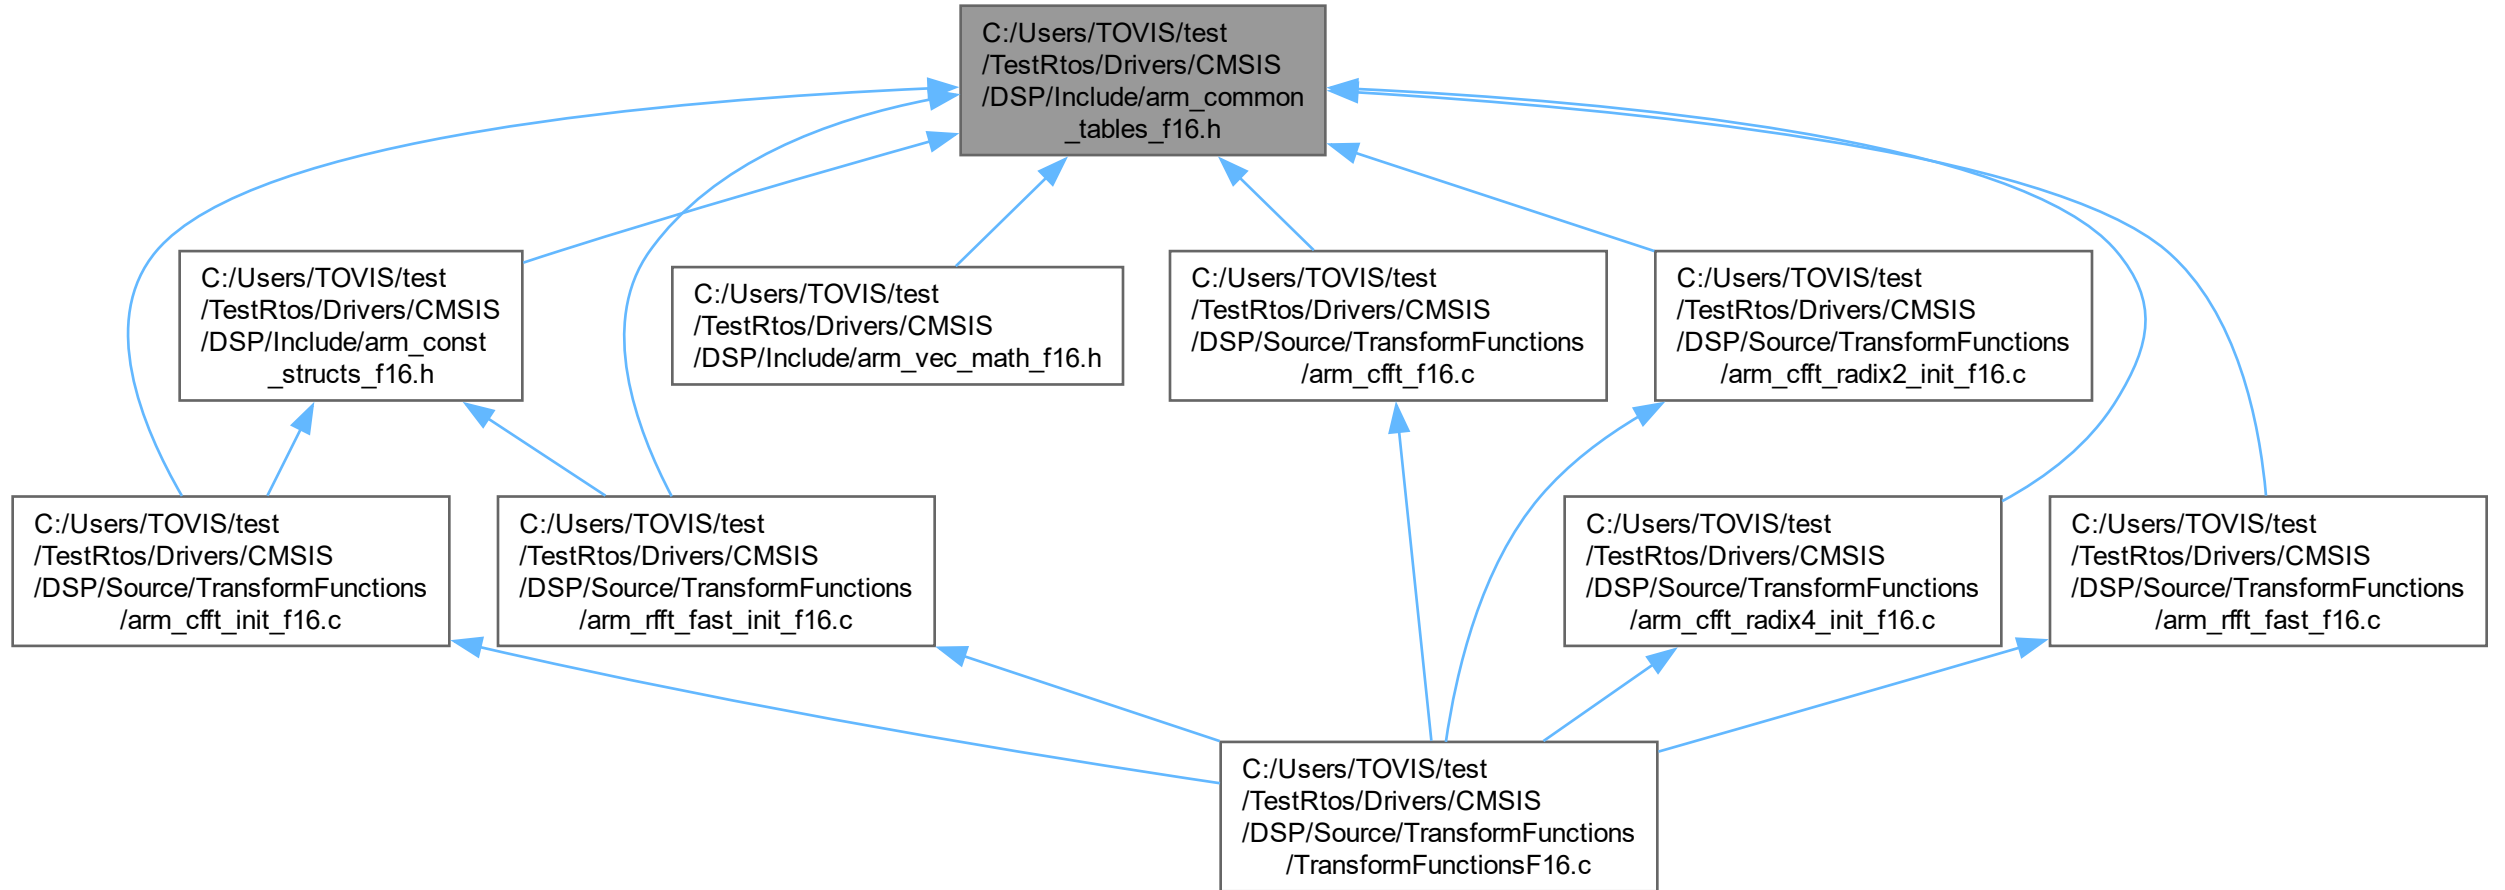 C:/Users/TOVIS/test
/TestRtos/Drivers/CMSIS
/DSP/Include/arm_common
_tables_f16.h
C:/Users/TOVIS/test
/TestRtos/Drivers/CMSIS
/DSP/Include/arm_const
_structs_f16.h
C:/Users/TOVIS/test
/TestRtos/Drivers/CMSIS
/DSP/Include/arm_vec_math_f16.h
C:/Users/TOVIS/test
/TestRtos/Drivers/CMSIS
/DSP/Source/TransformFunctions
/arm_cfft_f16.c
C:/Users/TOVIS/test
/TestRtos/Drivers/CMSIS
/DSP/Source/TransformFunctions
/arm_cfft_radix2_init_f16.c
C:/Users/TOVIS/test
/TestRtos/Drivers/CMSIS
/DSP/Source/TransformFunctions
/arm_cfft_init_f16.c
C:/Users/TOVIS/test
/TestRtos/Drivers/CMSIS
/DSP/Source/TransformFunctions
/arm_rfft_fast_init_f16.c
C:/Users/TOVIS/test
/TestRtos/Drivers/CMSIS
/DSP/Source/TransformFunctions
/arm_cfft_radix4_init_f16.c
C:/Users/TOVIS/test
/TestRtos/Drivers/CMSIS
/DSP/Source/TransformFunctions
/arm_rfft_fast_f16.c
C:/Users/TOVIS/test
/TestRtos/Drivers/CMSIS
/DSP/Source/TransformFunctions
/TransformFunctionsF16.c